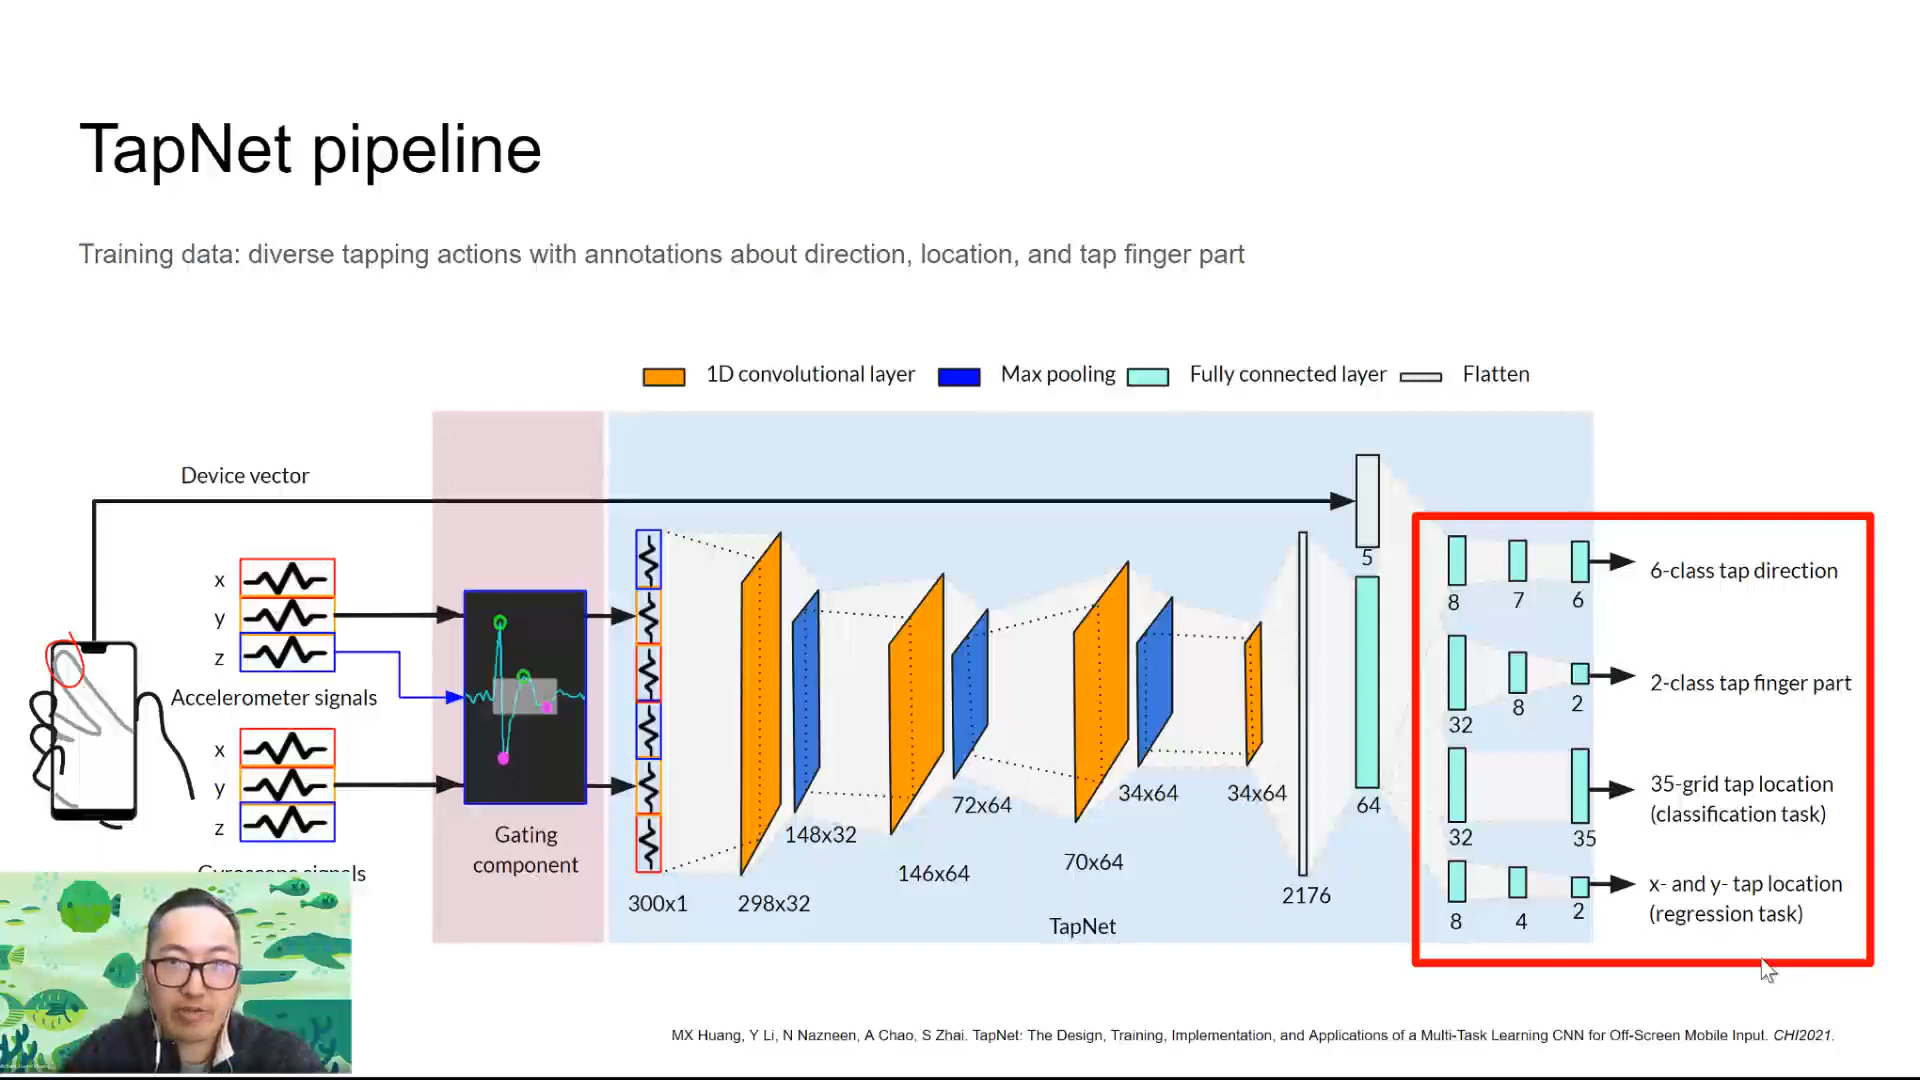 TapNet pipeline
Training data: diverse tapping actions with annotations about direction, location, and tap finger part
1D convolutional layer
Max pooling
Fully connected layer
Flatten
Device vector
x
y
z
Accelerometer signals
x
y
z
signals
Gating
component
300x1
298x32
148x32
146x64
72x64
70x64
34x64
34x64
2176
TapNet
5
64
8
7
6
6-class tap direction
32
8
2
2-class tap finger part
32
35
35-grid tap location
(classification task)
8
4
2
x- and y- tap location
(regression task)
MX Huang, Y Li, N Nazneen, A Chao, S Zhai. TapNet: The Design, Training, Implementation, and Applications of a Multi-Task Learning CNN for Off-Screen Mobile Input. CHI2021.